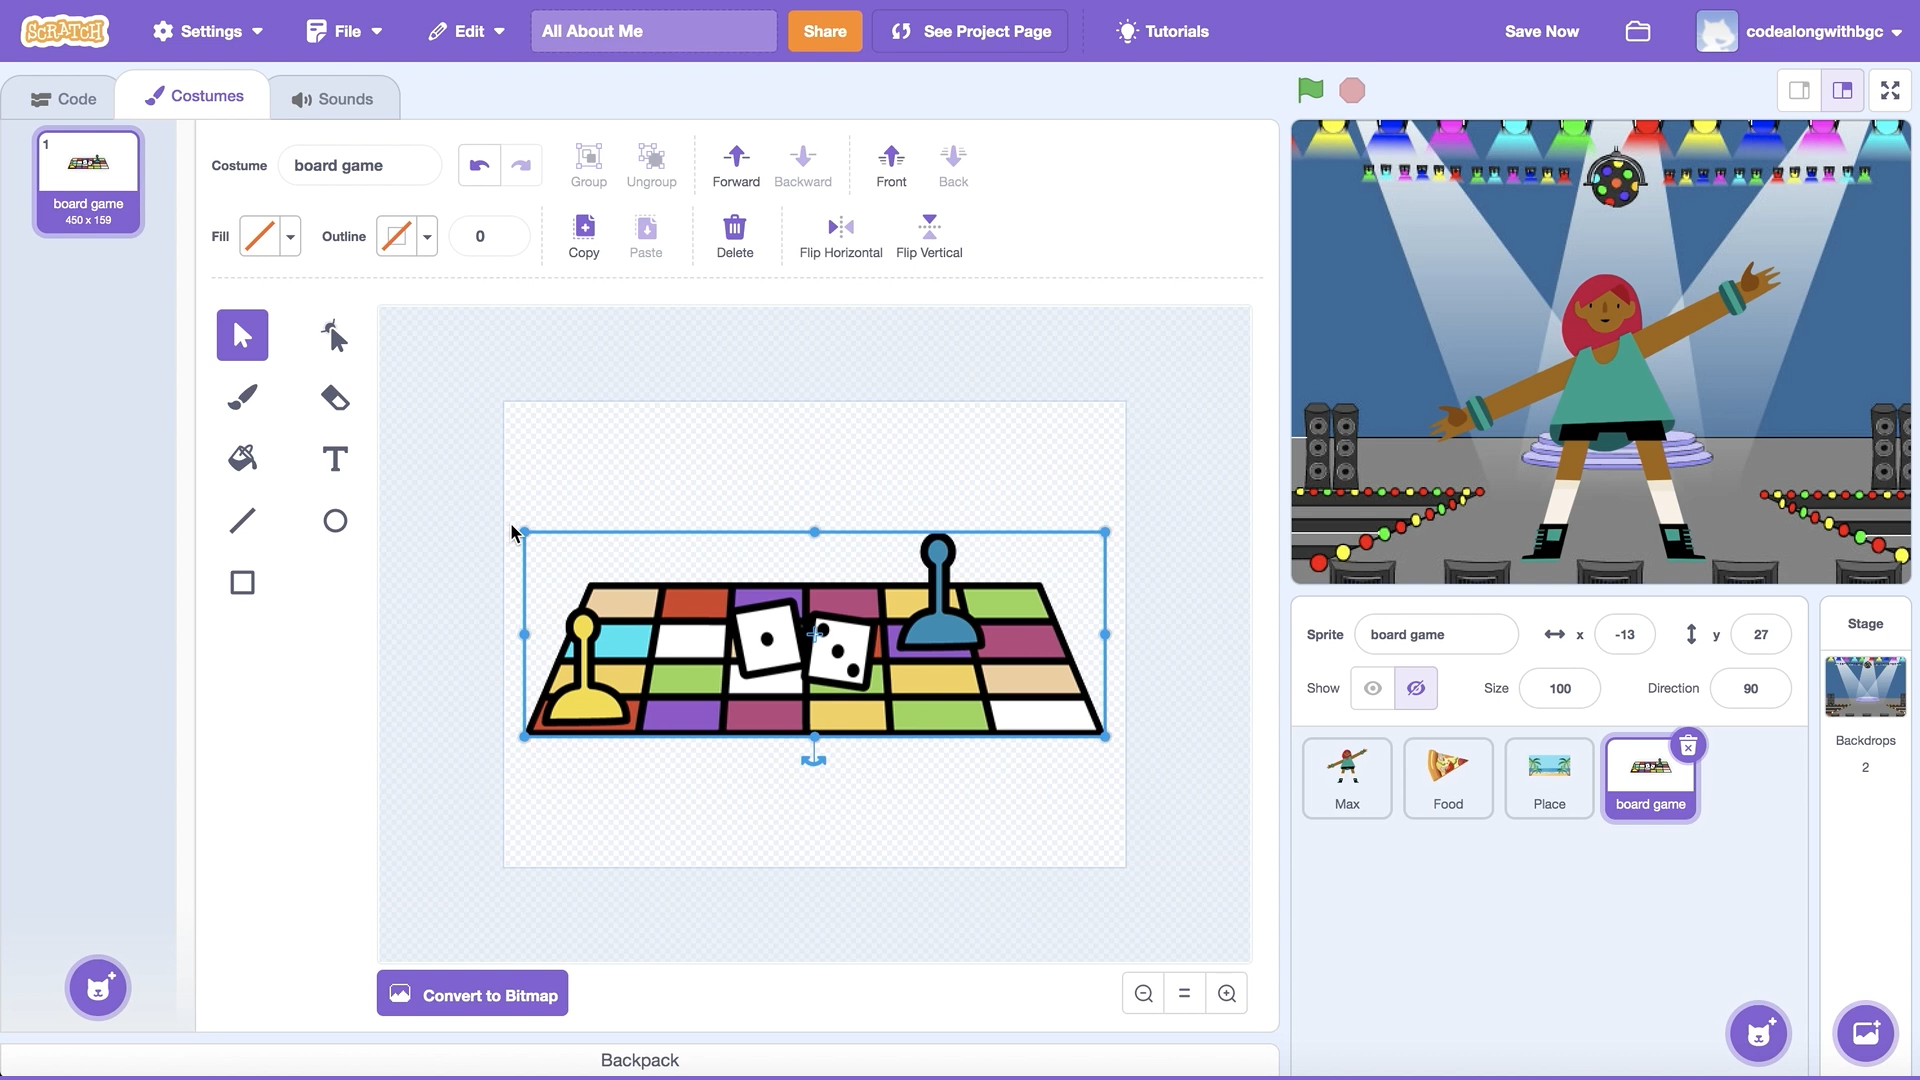 SCRATCH Settings File Edit All About Me Share See Project Page Tutorials Save Now codealongwithbgc
Code Costumes Sounds
1
board game
450 x 159
Costume board game Group Ungroup Forward Backward Front Back
Fill Outline 0 Copy Paste Delete Flip Horizontal Flip Vertical
Convert to Bitmap
Backpack
Sprite board game x -13 y 27
Show Size 100 Direction 90
Max Food Place board game
Stage
Backdrops
2